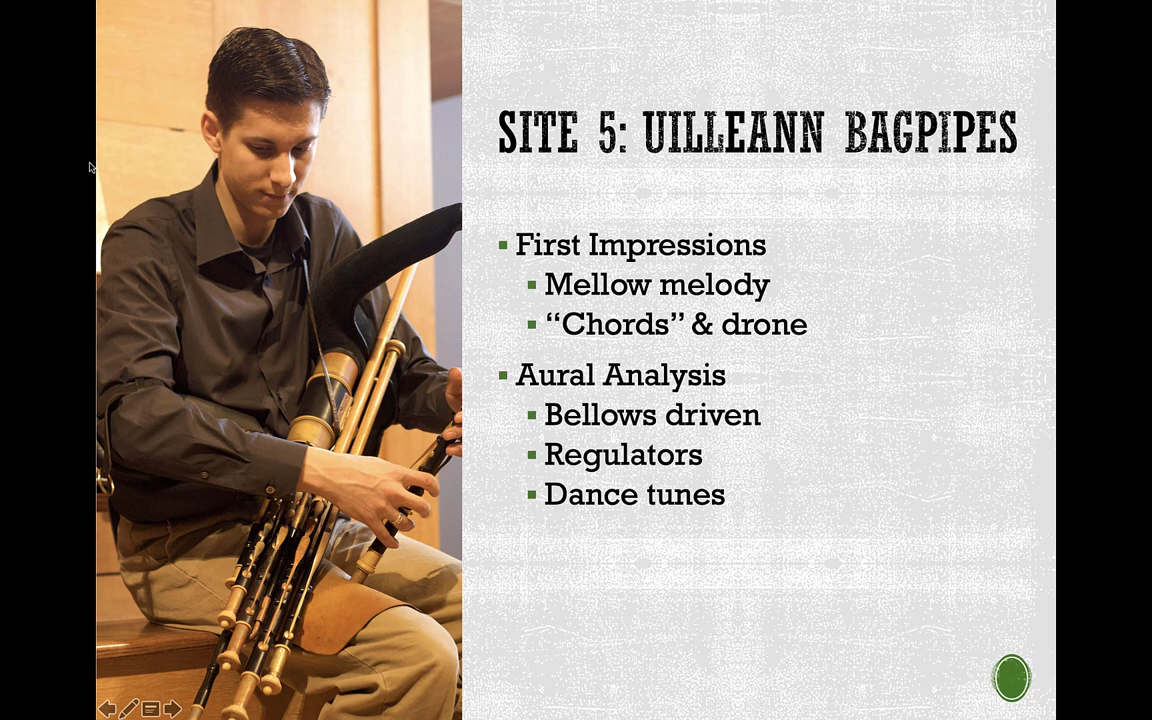 SITE 5: UILLEANN BAGPIPES
First Impressions
Mellow melody
“Chords” & drone
Aural Analysis
Bellows driven
Regulators
Dance tunes